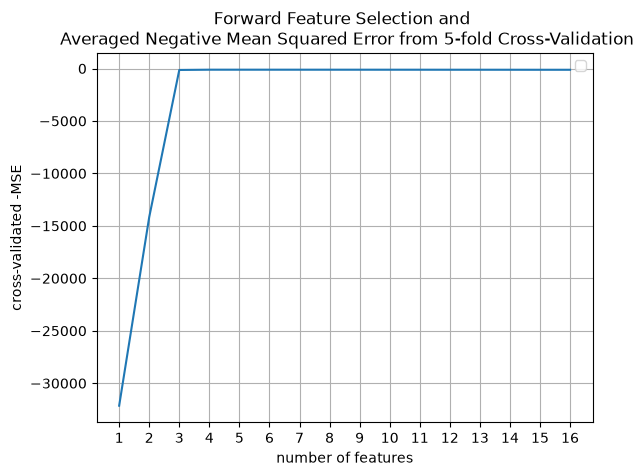 Forward Feature Selection and
Averaged Negative Mean Squared Error from 5-fold Cross-Validation
0
−5000
−10000
−15000
−20000
−25000
−30000
cross-validated -MSE
1 2 3 4 5 6 7 8 9 10 11 12 13 14 15 16
number of features